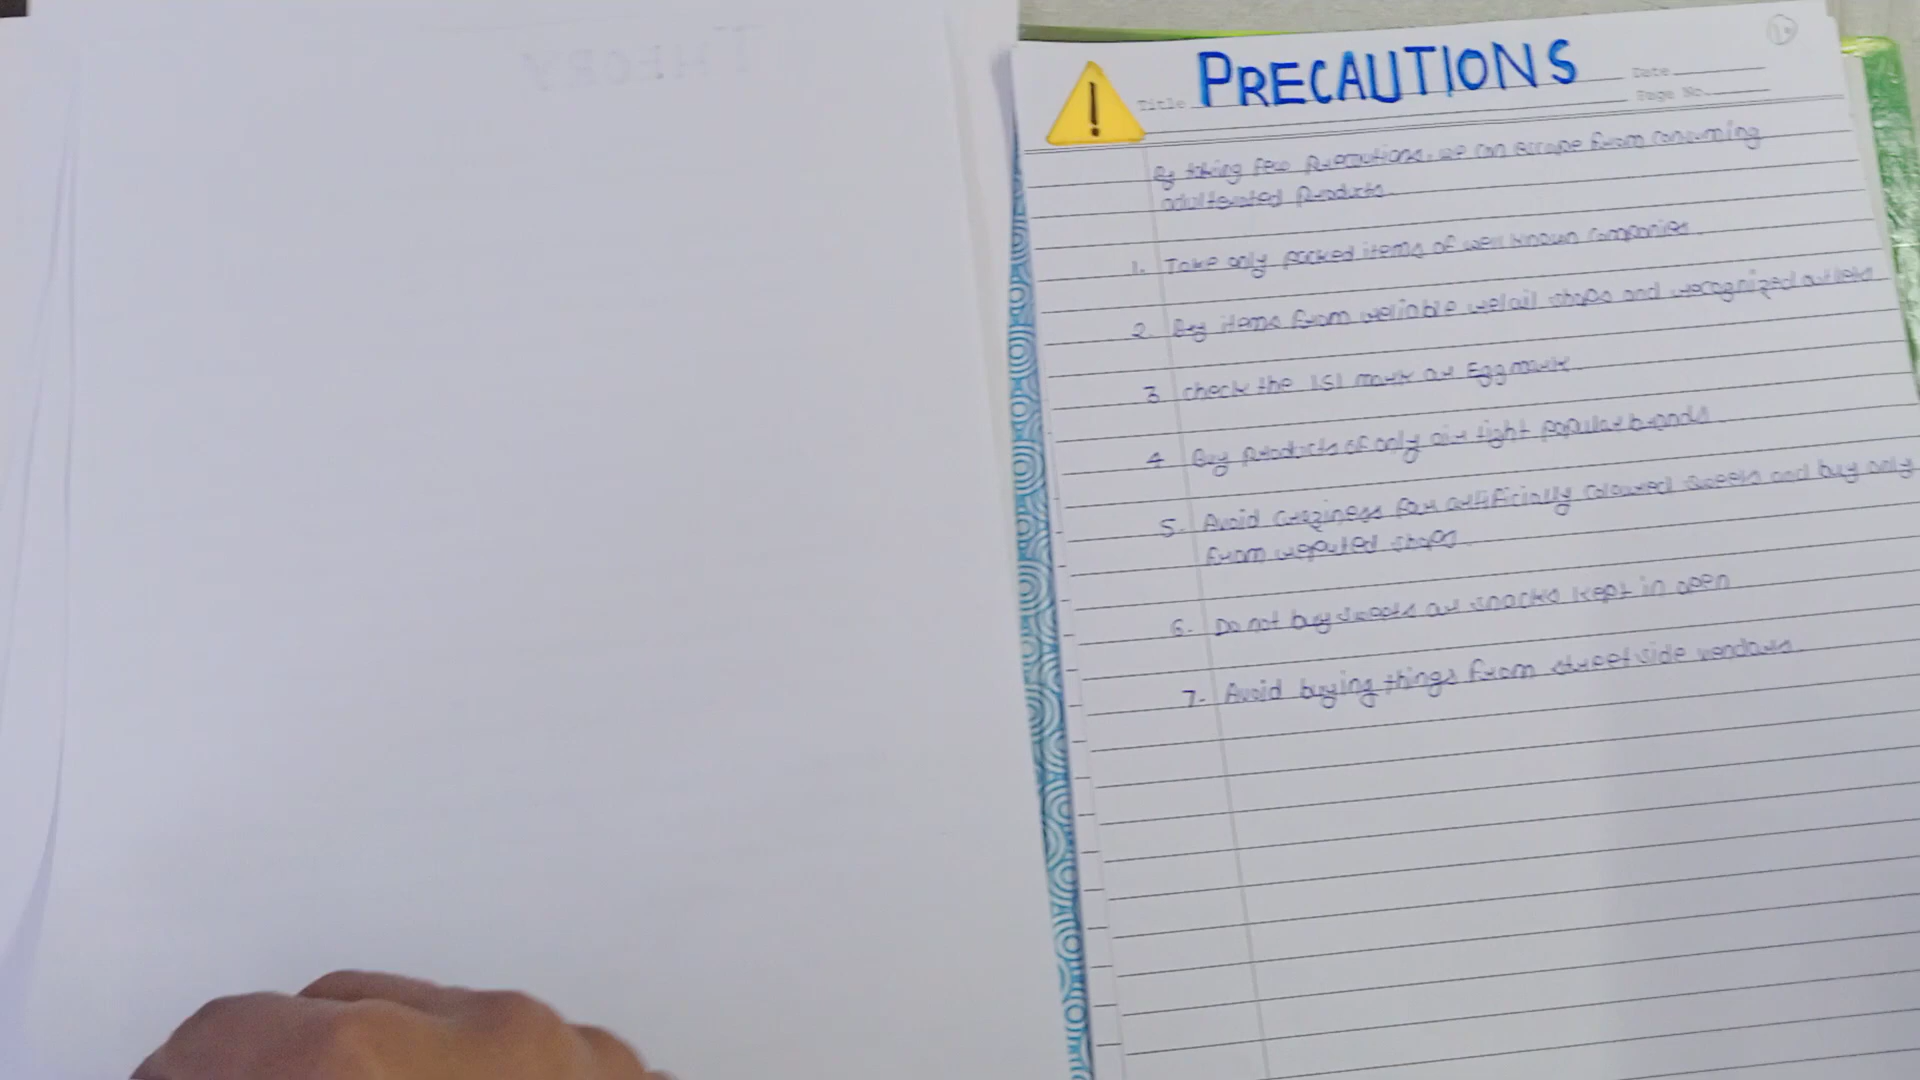 THEORY
PRECAUTIONS
Title
Date
Page No.
By taking few Precautions, we can escape from consuming
adulterated Products.
1. Take only packed items of well known companies.
2. Buy items from reliable retail shops and recognized outlets
3 check the ISI mark or Eggmark
4 Buy Products of only air tight popular brands
5. Avoid craziness for artificially coloured sweets and buy only
from reputed shops.
6. Do not buy sweets or snacks kept in open
7. Avoid buying things from street side vendors.